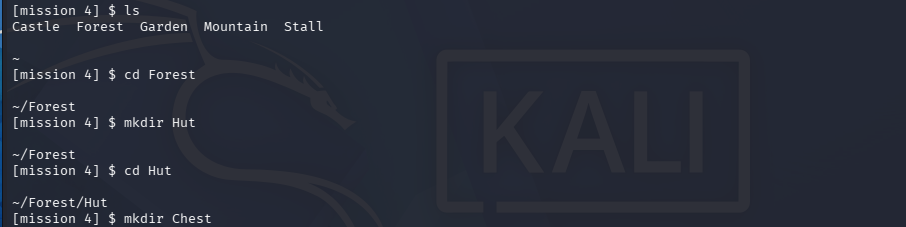 [mission 4] $ ls
Castle  Forest  Garden  Mountain  Stall
~
[mission 4] $ cd Forest
~/Forest
[mission 4] $ mkdir Hut
~/Forest
[mission 4] $ cd Hut
~/Forest/Hut
[mission 4] $ mkdir Chest
KALI